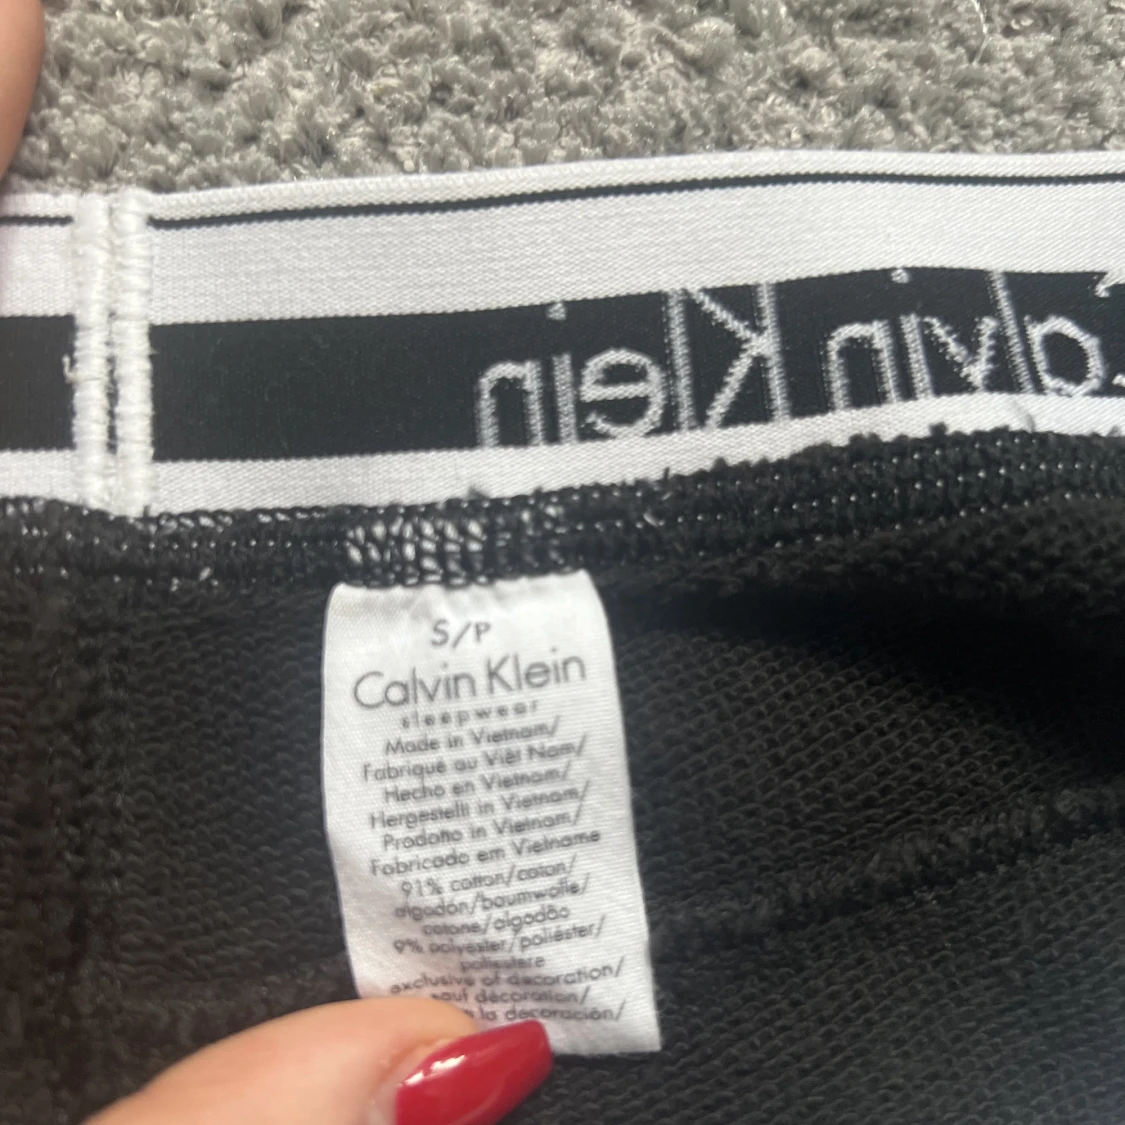 Calvin Klein
S/P
Calvin Klein
sleepwear
Made in Vietnam/
Fabriqué au Viêt Nam/
Hecho en Vietnam/
Hergestellt in Vietnam/
Prodotto in Vietnam/
Fabricado em Vietname
91% cotton/coton/
algodón/baumwolle/
cotone/algodão
9% polyester/poliéster/
poliestere
exclusive of decoration/
sauf décoration/
la decoración/